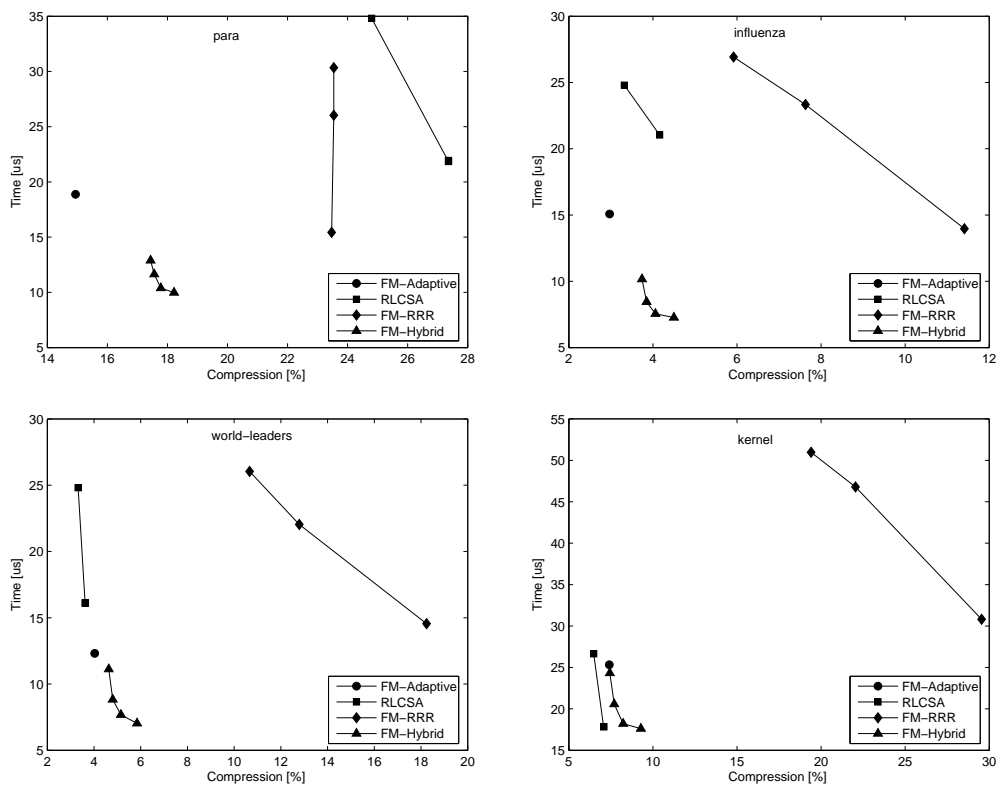 para
35
30
25
20
15
10
5
Time [us]
14
16
18
20
22
24
26
28
Compression [%]
FM−Adaptive
RLCSA
FM−RRR
FM−Hybrid
influenza
30
25
20
15
10
5
Time [us]
2
4
6
8
10
12
Compression [%]
FM−Adaptive
RLCSA
FM−RRR
FM−Hybrid
world−leaders
30
25
20
15
10
5
Time [us]
2
4
6
8
10
12
14
16
18
20
Compression [%]
FM−Adaptive
RLCSA
FM−RRR
FM−Hybrid
kernel
55
50
45
40
35
30
25
20
15
Time [us]
5
10
15
20
25
30
Compression [%]
FM−Adaptive
RLCSA
FM−RRR
FM−Hybrid